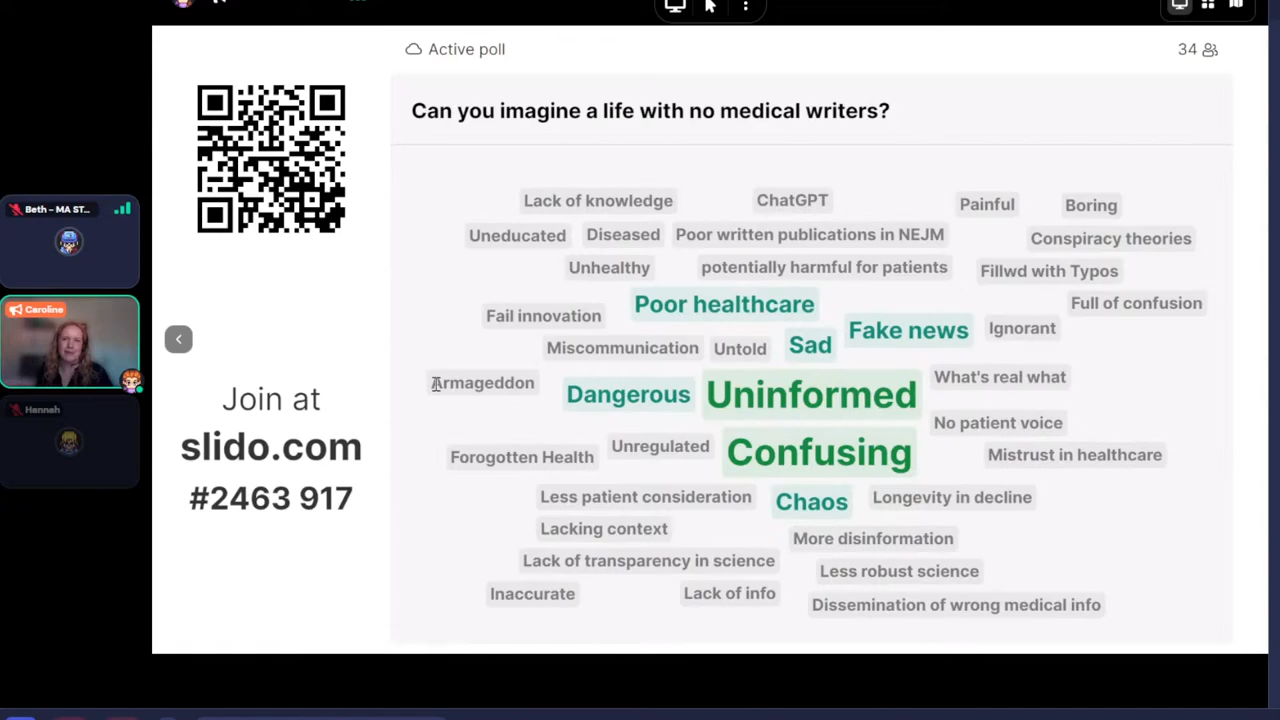 Active poll
34
Can you imagine a life with no medical writers?
Lack of knowledge
ChatGPT
Painful
Boring
Uneducated
Diseased
Poor written publications in NEJM
Conspiracy theories
Unhealthy
potentially harmful for patients
Fillwd with Typos
Fail innovation
Poor healthcare
Full of confusion
Miscommunication
Untold
Sad
Fake news
Ignorant
Armageddon
Dangerous
Uninformed
What's real what
No patient voice
Forogotten Health
Unregulated
Confusing
Mistrust in healthcare
Less patient consideration
Chaos
Longevity in decline
Lacking context
More disinformation
Lack of transparency in science
Less robust science
Inaccurate
Lack of info
Dissemination of wrong medical info
Join at
slido.com
#2463 917
Beth - MA ST...
Caroline
Hannah